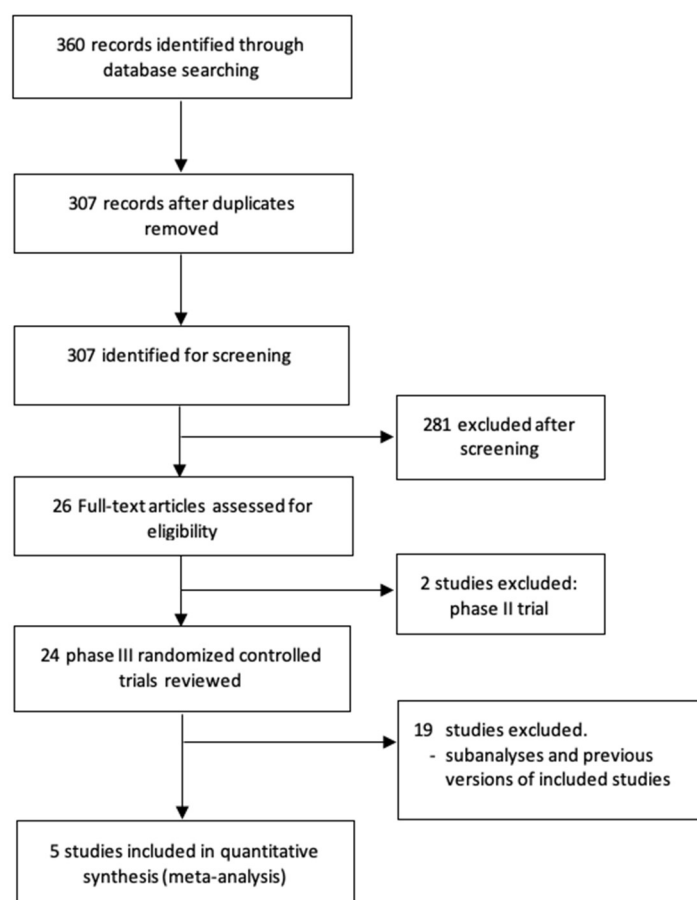 360 records identified through
database searching
307 records after duplicates
removed
307 identified for screening
281 excluded after
screening
26 Full-text articles assessed for
eligibility
2 studies excluded:
phase II trial
24 phase III randomized controlled
trials reviewed
19 studies excluded.
- subanalyses and previous
versions of included studies
5 studies included in quantitative
synthesis (meta-analysis)